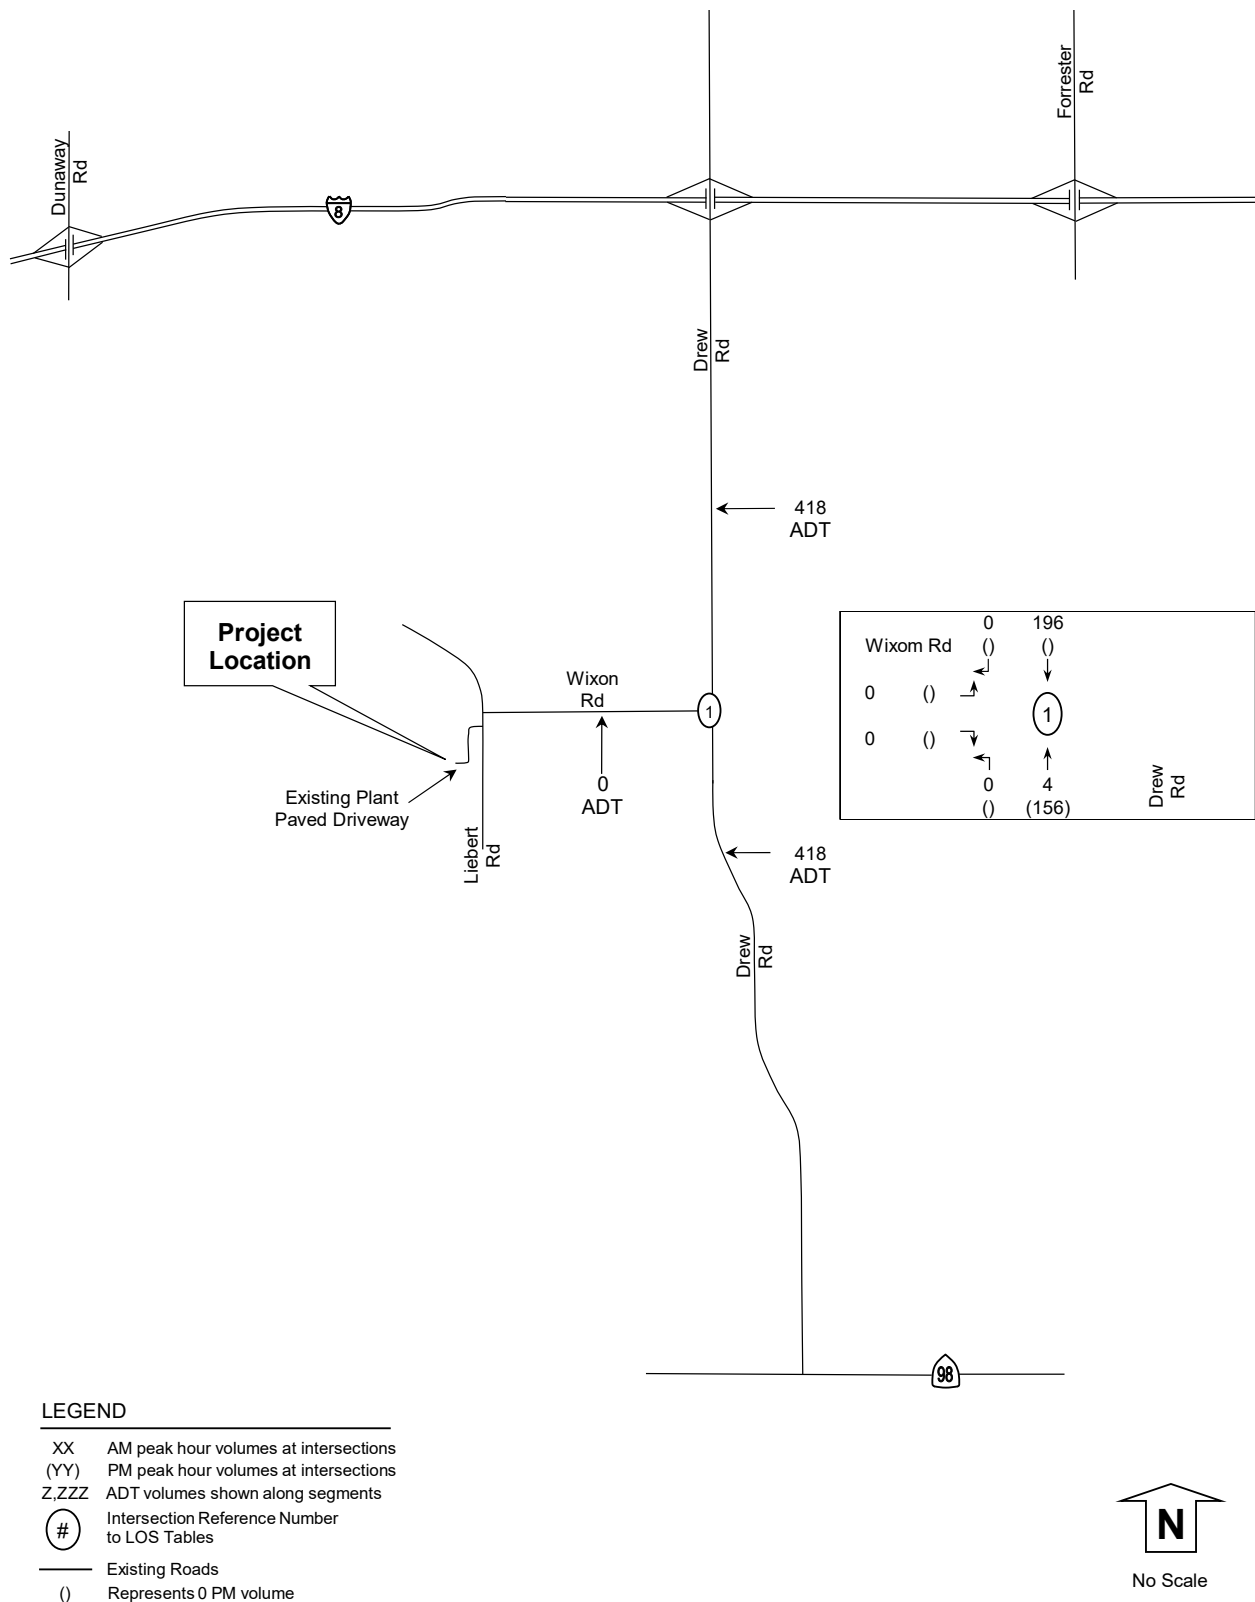 Dunaway
Rd
Forrester
Rd
8
Drew
Rd
418
ADT
Project
Location
Wixon
Rd
1
0
ADT
Existing Plant
Paved Driveway
Liebert
Rd
0 196
Wixom Rd () ()
0 ()
1
0 ()
0 4
() (156)
Drew
Rd
418
ADT
Drew
Rd
98
LEGEND
XX AM peak hour volumes at intersections
(YY) PM peak hour volumes at intersections
Z,ZZZ ADT volumes shown along segments
# Intersection Reference Number
to LOS Tables
Existing Roads
() Represents 0 PM volume
N
No Scale